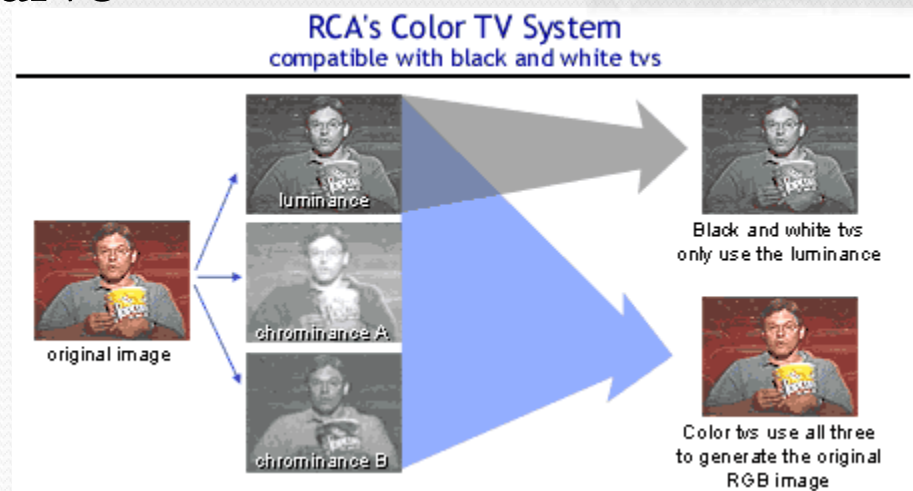 RCA's Color TV System
compatible with black and white tvs
luminance
chrominance A
chrominance B
original image
Black and white tvs
only use the luminance
Color tvs use all three
to generate the original
RGB image